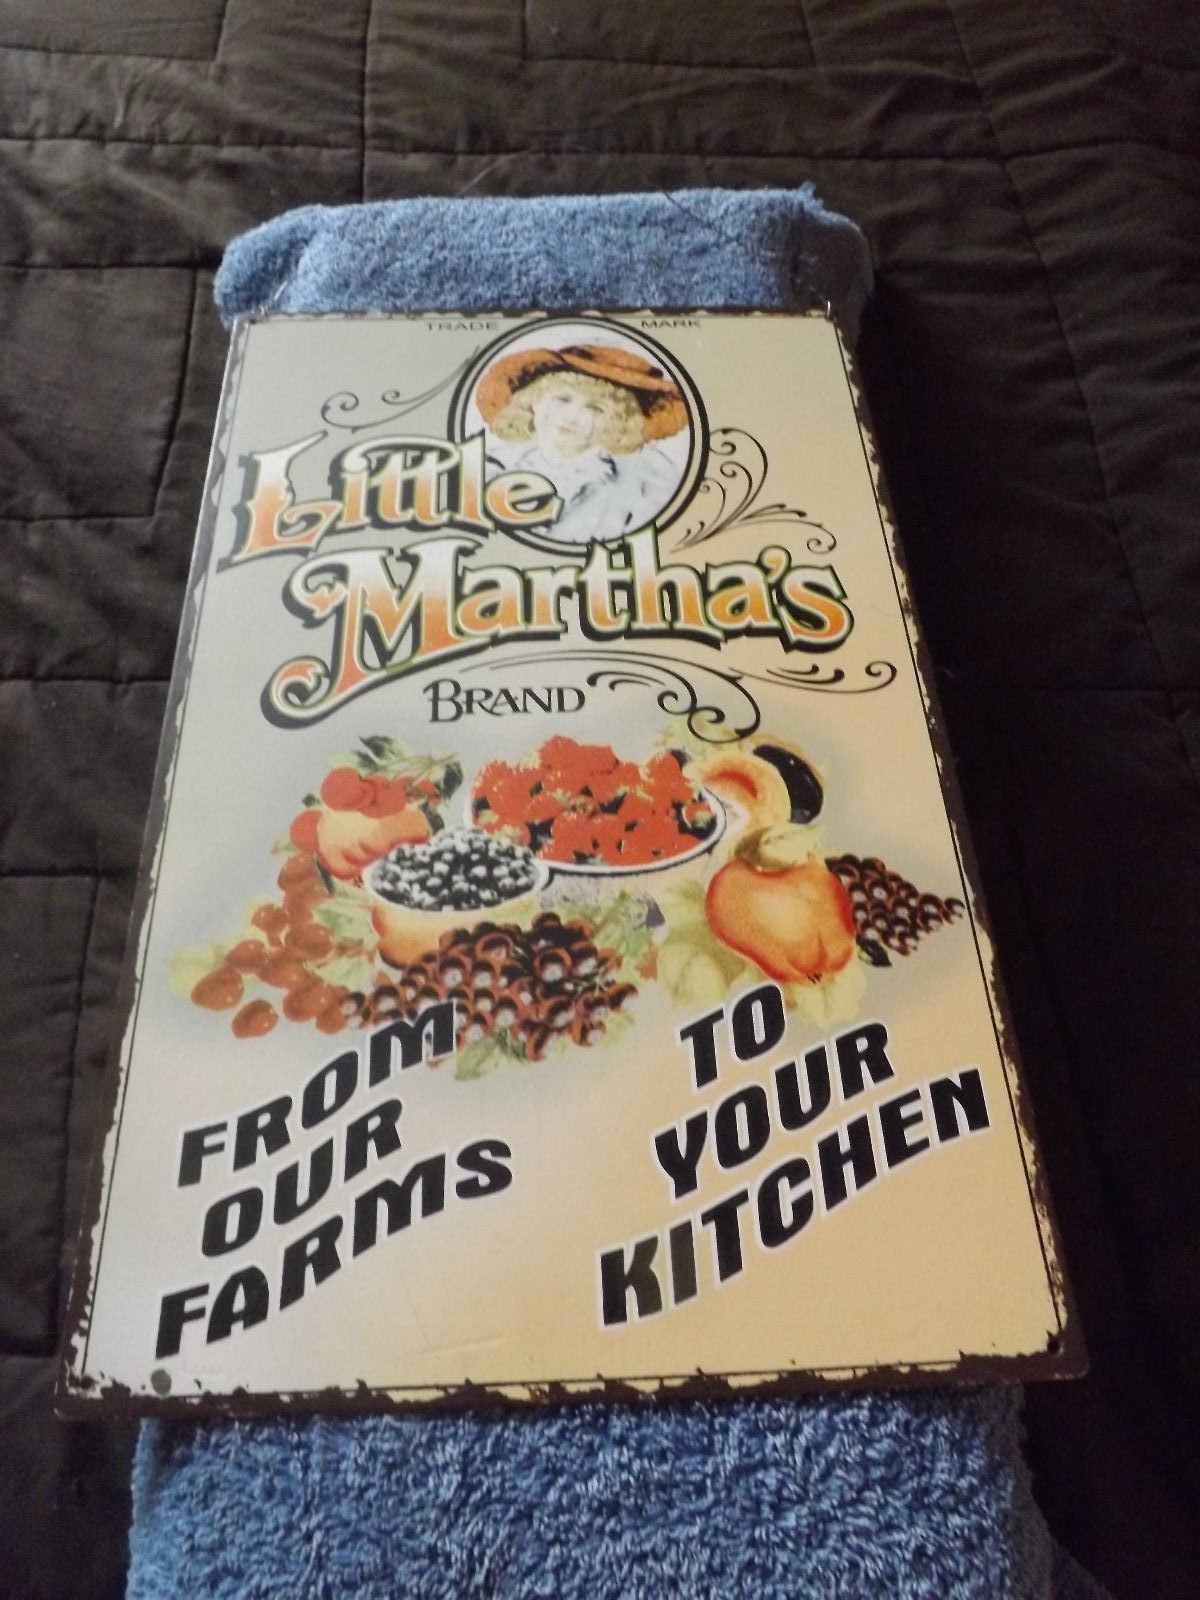 TRADE MARK
Little
Martha's
BRAND
FROM
OUR
FARMS
TO
YOUR
KITCHEN